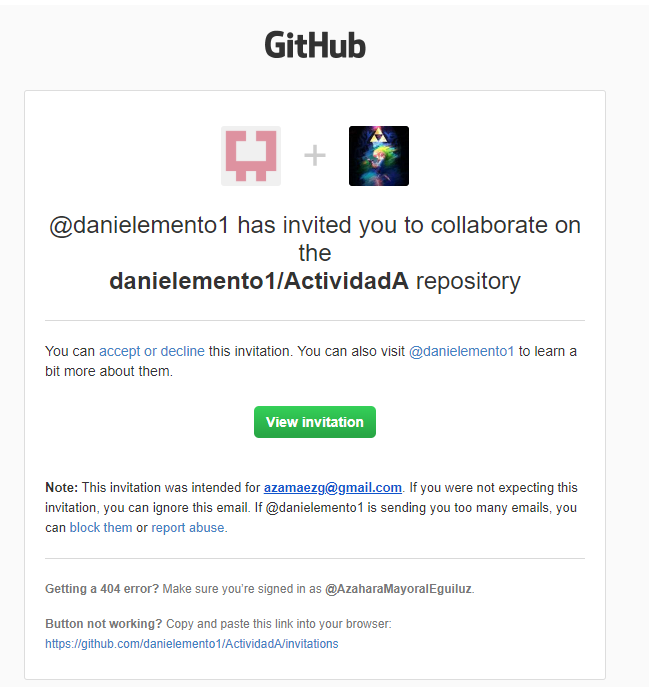 GitHub
@danielemento1 has invited you to collaborate on
the
danielemento1/ActividadA repository
You can accept or decline this invitation. You can also visit @danielemento1 to learn a
bit more about them.
View invitation
Note: This invitation was intended for azamaezg@gmail.com. If you were not expecting this
invitation, you can ignore this email. If @danielemento1 is sending you too many emails, you
can block them or report abuse.
Getting a 404 error? Make sure you’re signed in as @AzaharaMayoralEguiluz.
Button not working? Copy and paste this link into your browser:
https://github.com/danielemento1/ActividadA/invitations